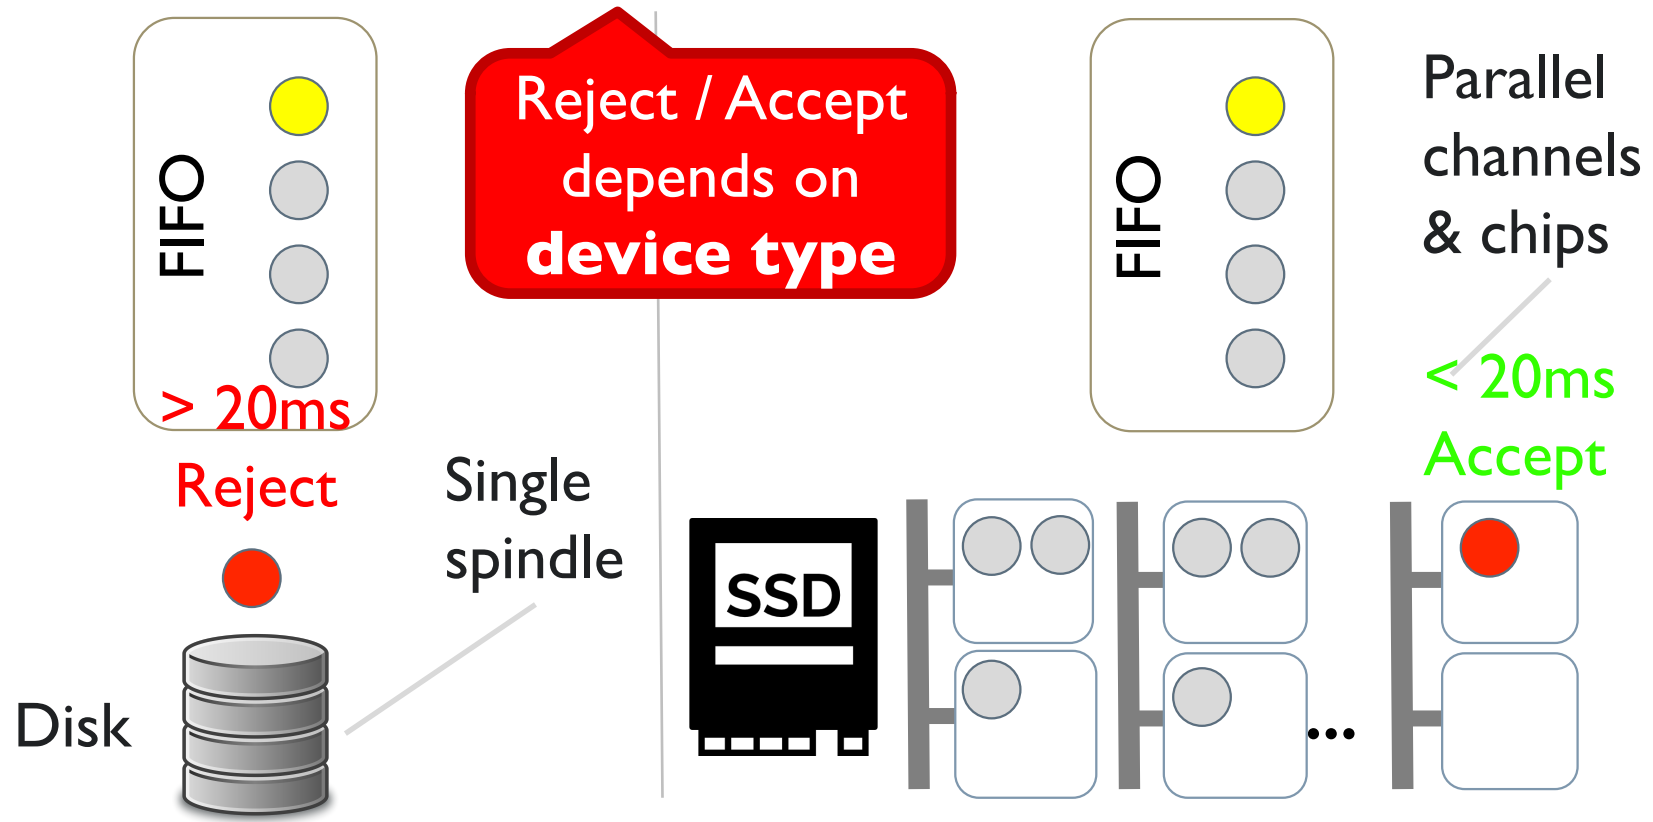 FIFO
> 20ms
Reject
Single
spindle
Disk
Reject / Accept
depends on
device type
FIFO
Parallel
channels
& chips
< 20ms
Accept
SSD
...